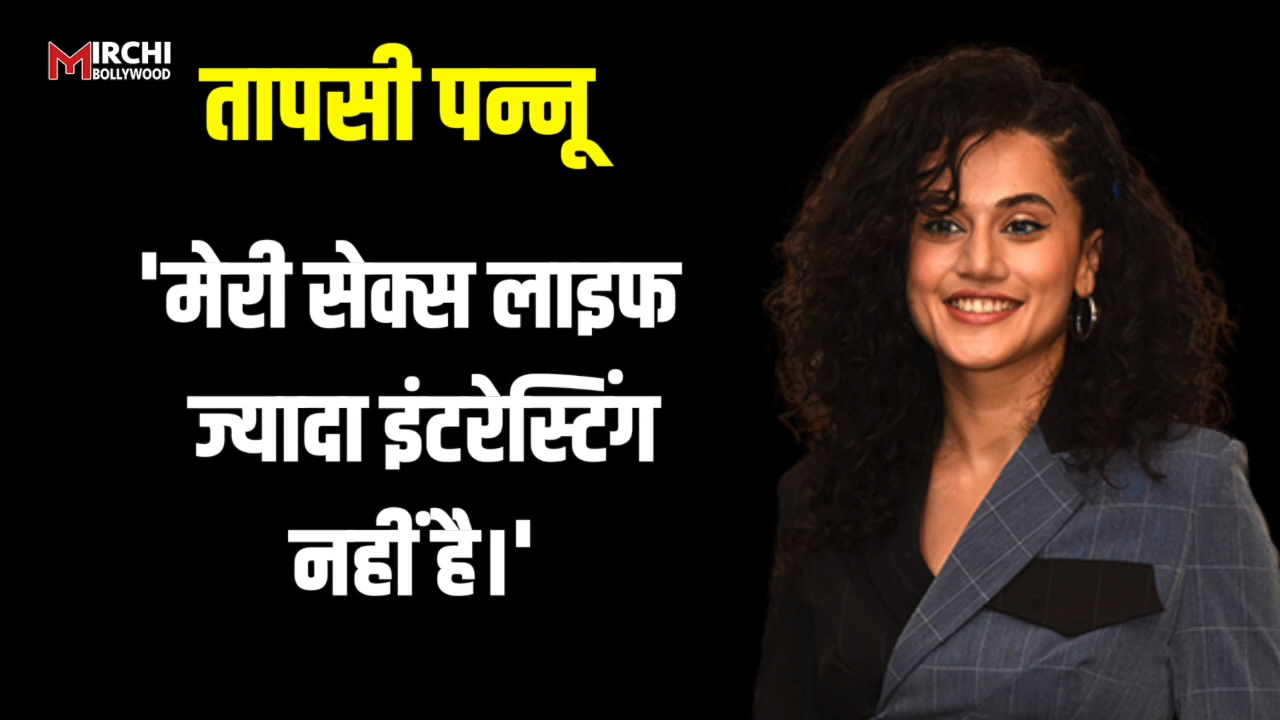 MIRCHI
BOLLYWOOD
तापसी पन्नू
'मेरी सेक्स लाइफ
ज्यादा इंटरेस्टिंग
नहीं है।'